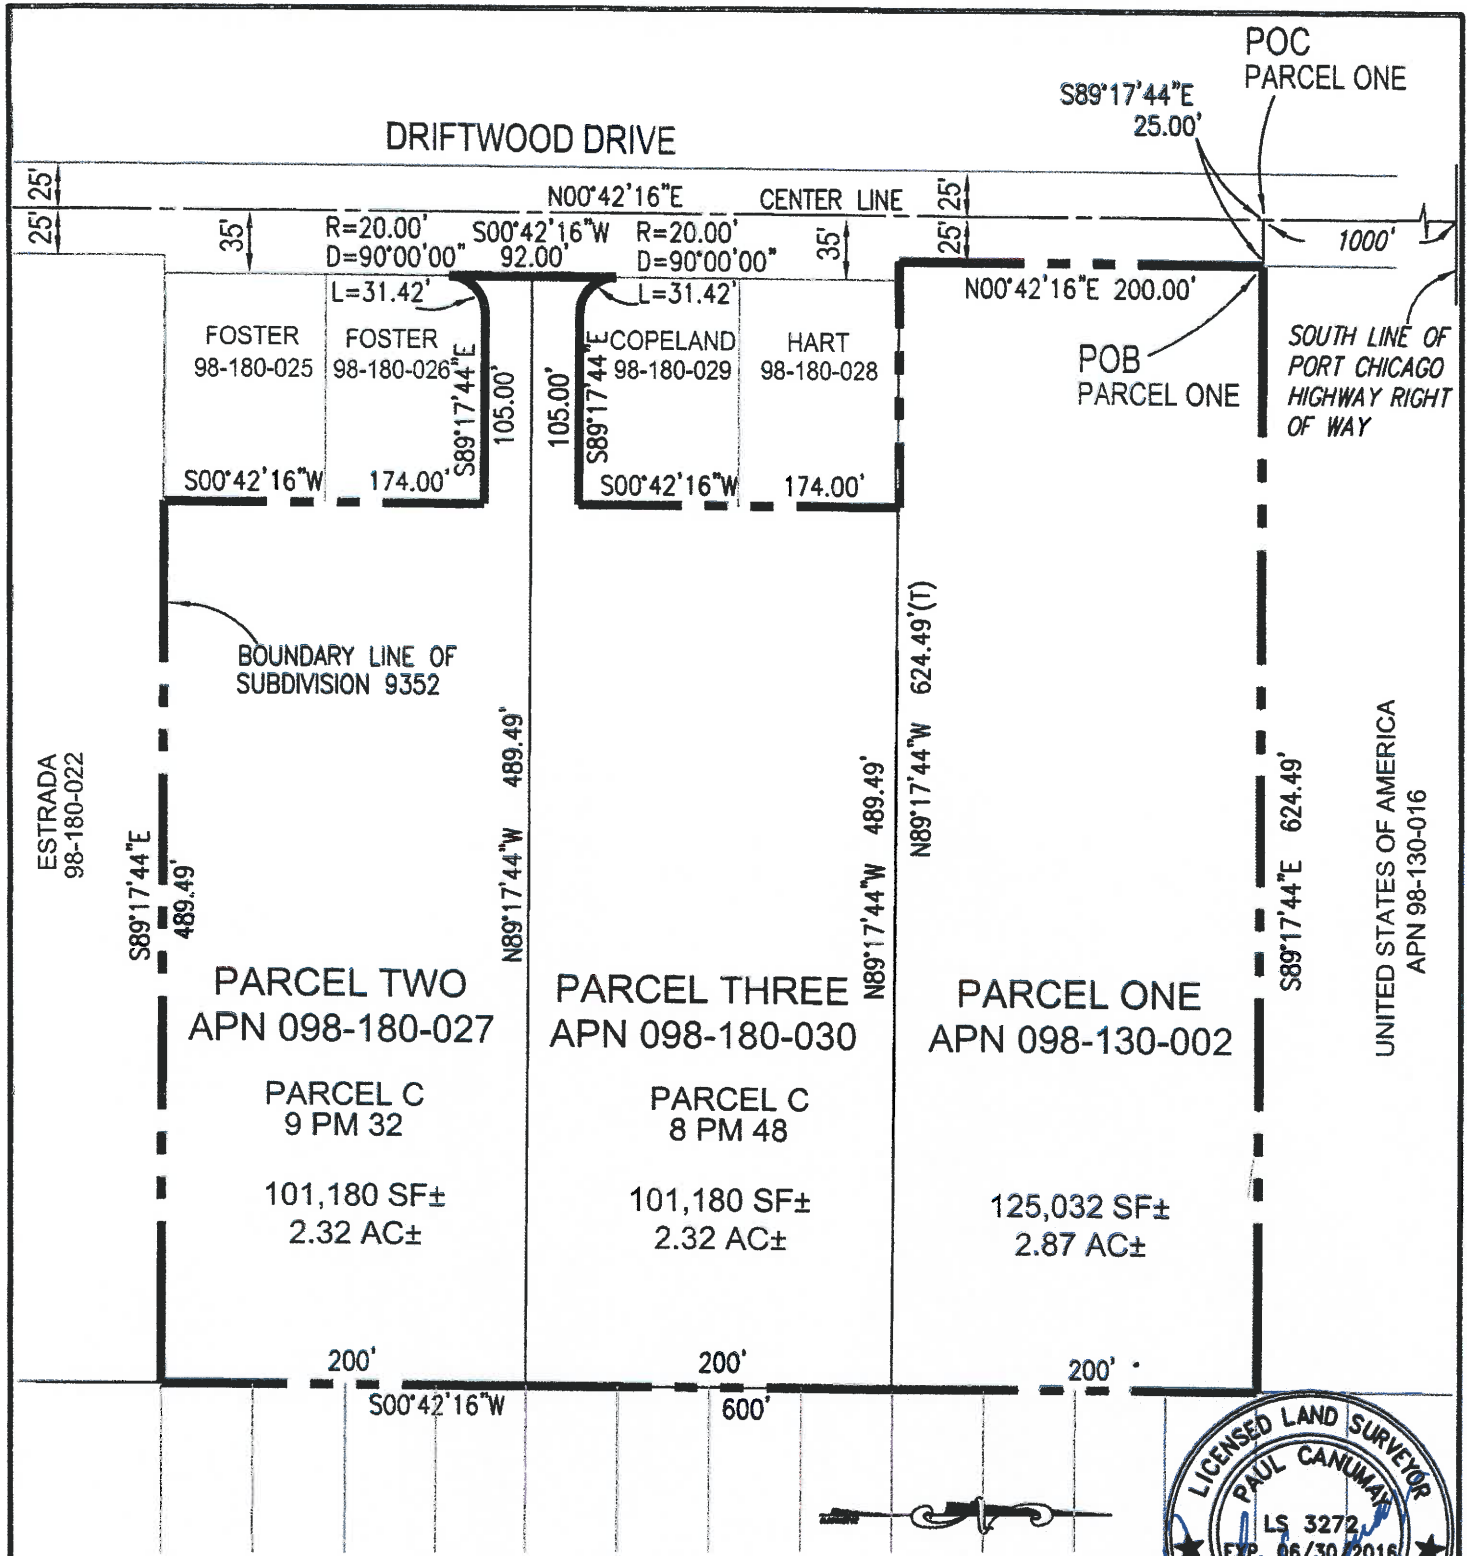 POC
PARCEL ONE
S89°17'44"E
25.00'
DRIFTWOOD DRIVE
25'
25'
N00°42'16"E
CENTER LINE
25'
25'
35'
R=20.00'
D=90°00'00"
S00°42'16"W
92.00'
R=20.00'
D=90°00'00"
35'
1000'
L=31.42'
L=31.42'
N00°42'16"E 200.00'
FOSTER
98-180-025
FOSTER
98-180-026
S89°17'44"E
105.00'
105.00'
S89°17'44"E
COPELAND
98-180-029
HART
98-180-028
POB
PARCEL ONE
SOUTH LINE OF
PORT CHICAGO
HIGHWAY RIGHT
OF WAY
S00°42'16"W 174.00'
S00°42'16"W 174.00'
BOUNDARY LINE OF
SUBDIVISION 9352
ESTRADA
98-180-022
S89°17'44"E
489.49'
N89°17'44"W 489.49'
N89°17'44"W 489.49'
N89°17'44"W 624.49'(T)
S89°17'44"E 624.49'
UNITED STATES OF AMERICA
APN 98-130-016
PARCEL TWO
APN 098-180-027
PARCEL C
9 PM 32
101,180 SF±
2.32 AC±
PARCEL THREE
APN 098-180-030
PARCEL C
8 PM 48
101,180 SF±
2.32 AC±
PARCEL ONE
APN 098-130-002
125,032 SF±
2.87 AC±
200'
200'
200'
S00°42'16"W
600'
LICENSED LAND SURVEYOR
PAUL CANUMAY
LS 3272
EXP. 06/30/2016